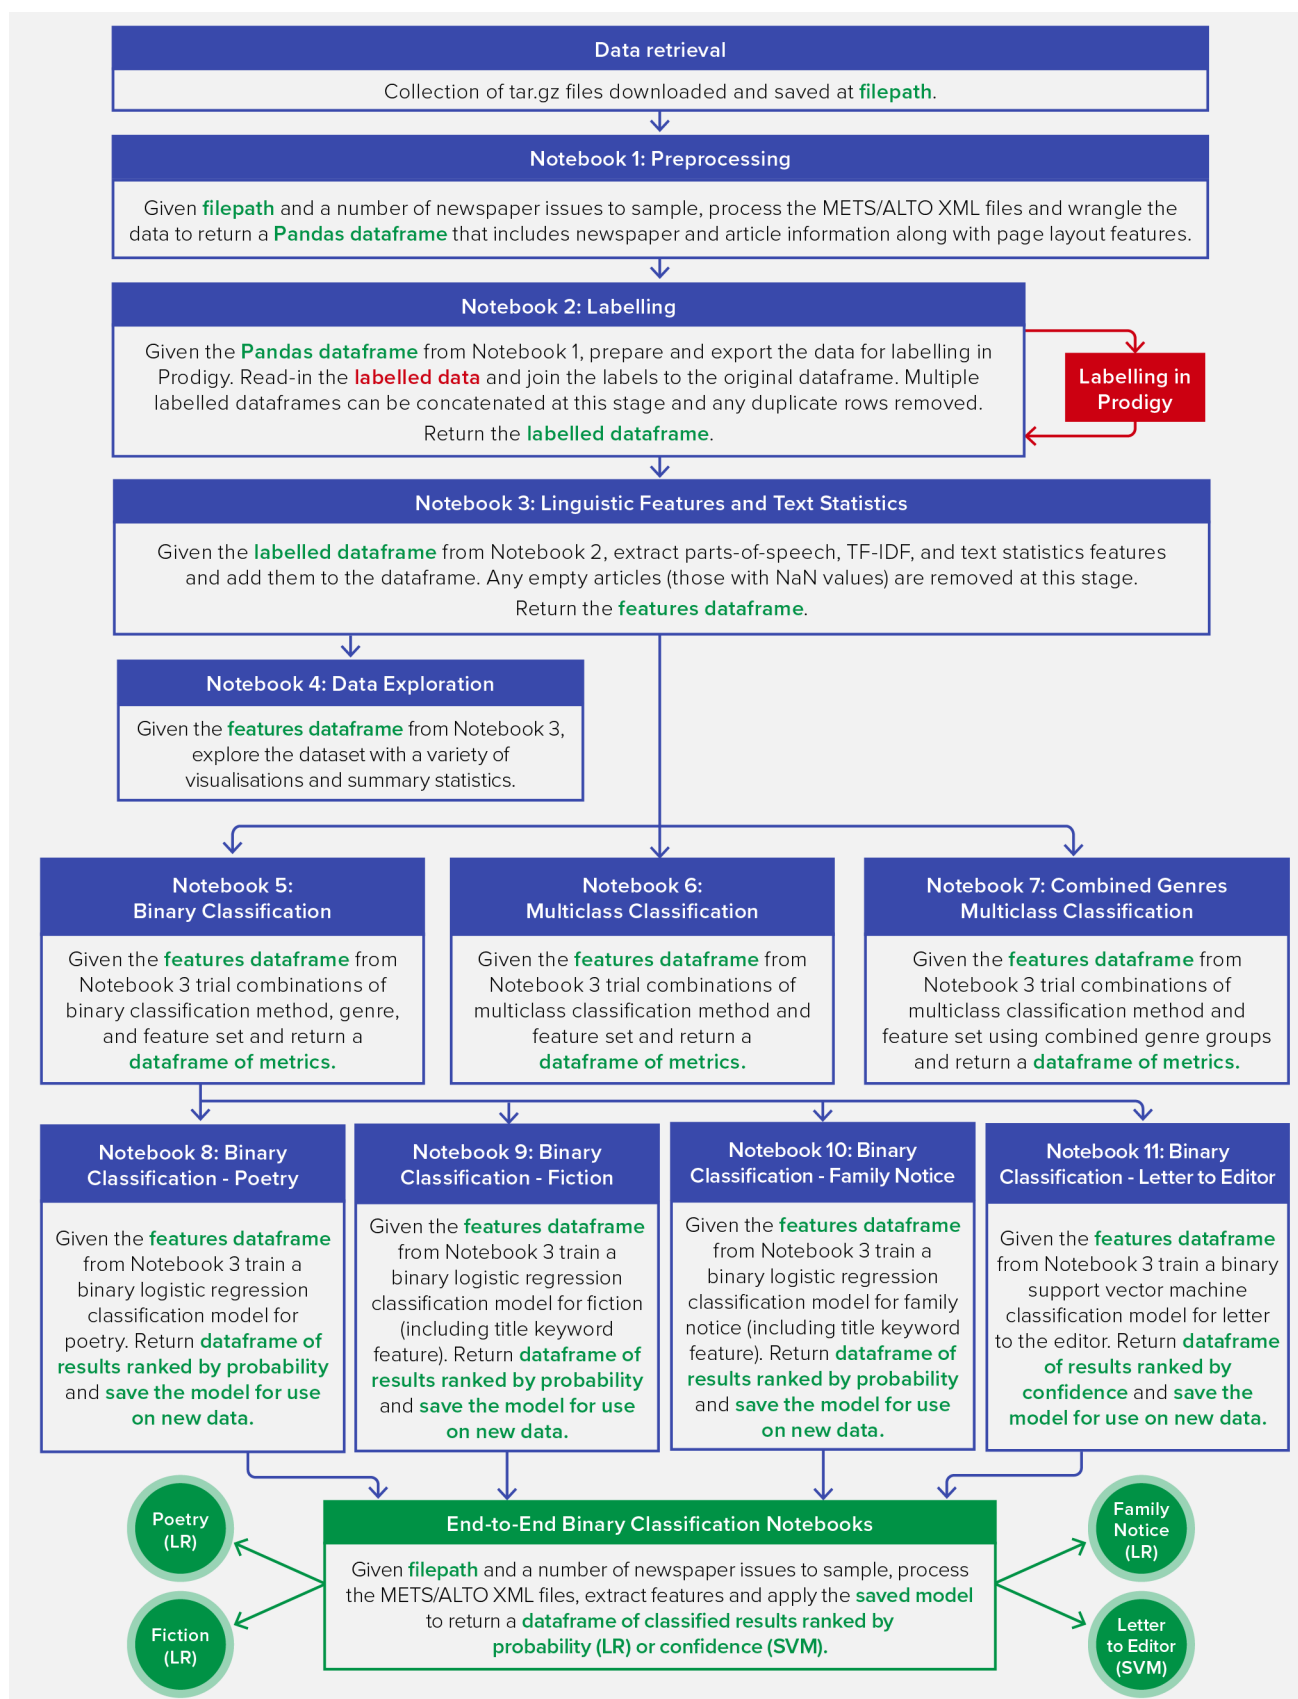 Data retrieval
Collection of tar.gz files downloaded and saved at filepath.
Notebook 1: Preprocessing
Given filepath and a number of newspaper issues to sample, process the METS/ALTO XML files and wrangle the
data to return a Pandas dataframe that includes newspaper and article information along with page layout features.
Notebook 2: Labelling
Given the Pandas dataframe from Notebook 1, prepare and export the data for labelling in
Prodigy. Read-in the labelled data and join the labels to the original dataframe. Multiple
labelled dataframes can be concatenated at this stage and any duplicate rows removed.
Return the labelled dataframe.
Labelling in
Prodigy
Notebook 3: Linguistic Features and Text Statistics
Given the labelled dataframe from Notebook 2, extract parts-of-speech, TF-IDF, and text statistics features
and add them to the dataframe. Any empty articles (those with NaN values) are removed at this stage.
Return the features dataframe.
Notebook 4: Data Exploration
Given the features dataframe from Notebook 3,
explore the dataset with a variety of
visualisations and summary statistics.
Notebook 5:
Binary Classification
Given the features dataframe from
Notebook 3 trial combinations of
binary classification method, genre,
and feature set and return a
dataframe of metrics.
Notebook 6:
Multiclass Classification
Given the features dataframe from
Notebook 3 trial combinations of
multiclass classification method and
feature set and return a
dataframe of metrics.
Notebook 7: Combined Genres
Multiclass Classification
Given the features dataframe from
Notebook 3 trial combinations of
multiclass classification method and
feature set using combined genre groups
and return a dataframe of metrics.
Notebook 8: Binary
Classification - Poetry
Given the features dataframe
from Notebook 3 train a
binary logistic regression
classification model for
poetry. Return dataframe of
results ranked by probability
and save the model for use
on new data.
Notebook 9: Binary
Classification - Fiction
Given the features dataframe
from Notebook 3 train a
binary logistic regression
classification model for fiction
(including title keyword
feature). Return dataframe of
results ranked by probability
and save the model for use
on new data.
Notebook 10: Binary
Classification - Family Notice
Given the features dataframe
from Notebook 3 train a
binary logistic regression
classification model for family
notice (including title keyword
feature). Return dataframe of
results ranked by probability
and save the model for use
on new data.
Notebook 11: Binary
Classification - Letter to Editor
Given the features dataframe
from Notebook 3 train a binary
support vector machine
classification model for letter
to the editor. Return dataframe
of results ranked by
confidence and save the
model for use on new data.
Poetry
(LR)
Fiction
(LR)
End-to-End Binary Classification Notebooks
Given filepath and a number of newspaper issues to sample, process
the METS/ALTO XML files, extract features and apply the saved model
to return a dataframe of classified results ranked by
probability (LR) or confidence (SVM).
Family
Notice
(LR)
Letter
to Editor
(SVM)